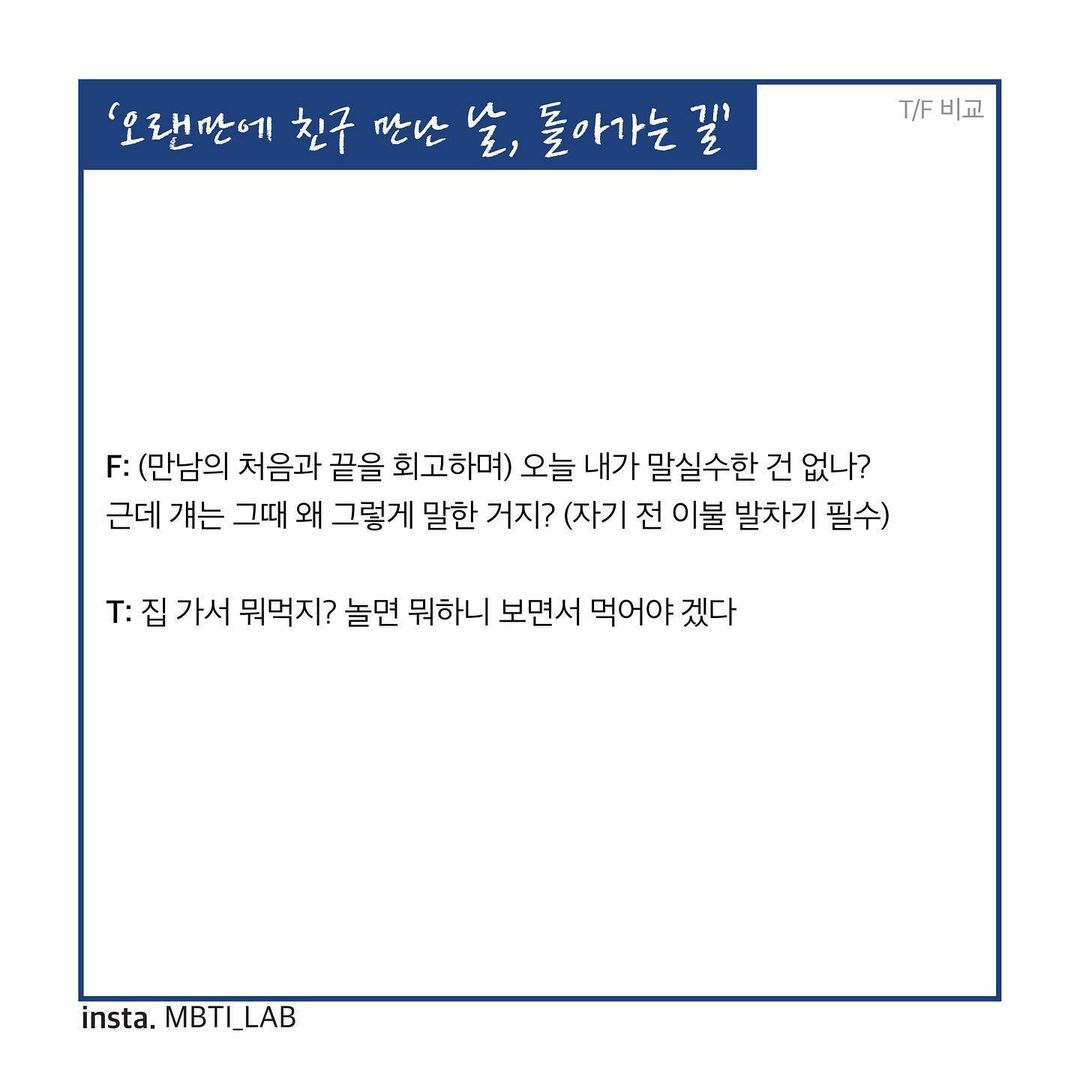 '오랜만에 친구 만난 날, 돌아가는 길'
T/F 비교
F: (만남의 처음과 끝을 회고하며) 오늘 내가 말실수한 건 없나?
근데 걔는 그때 왜 그렇게 말한 거지? (자기 전 이불 발차기 필수)
T: 집 가서 뭐먹지? 놀면 뭐하니 보면서 먹어야 겠다
insta. MBTI_LAB